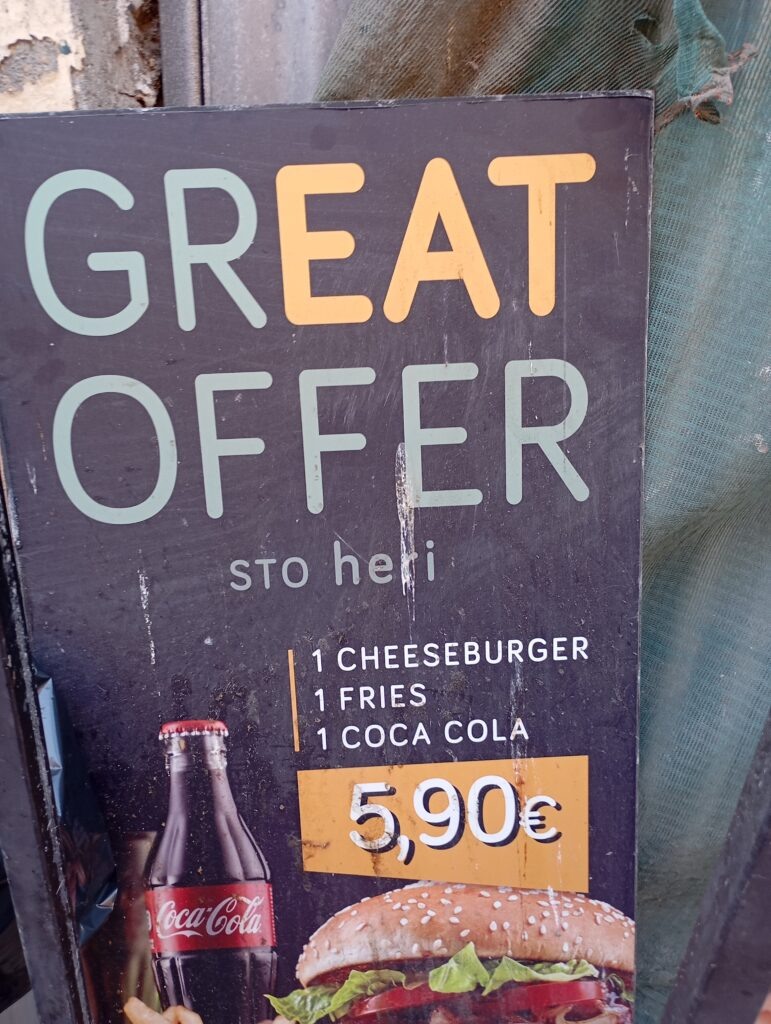 GREAT
OFFER
STO heri
1 CHEESEBURGER
1 FRIES
1 COCA COLA
5,90€
Coca-Cola